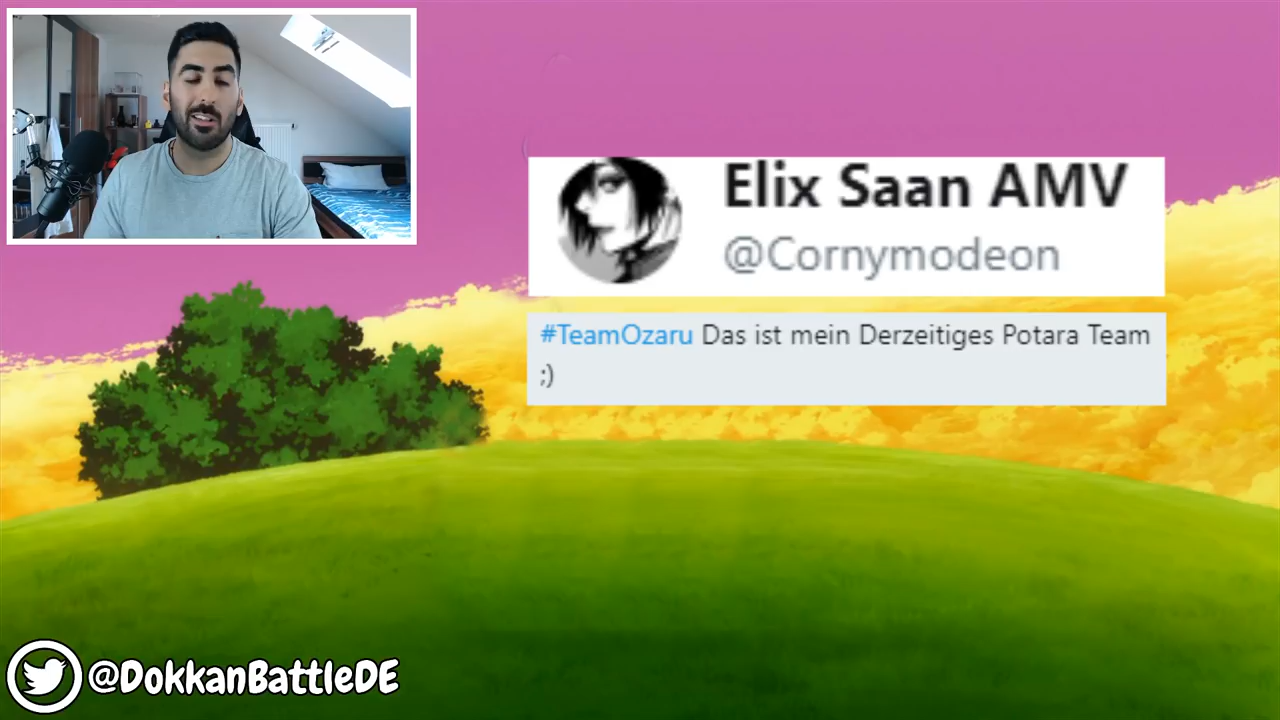 Elix Saan AMV
@Cornymodeon
#TeamOzaru Das ist mein Derzeitiges Potara Team
;)
@DokkanBattleDE